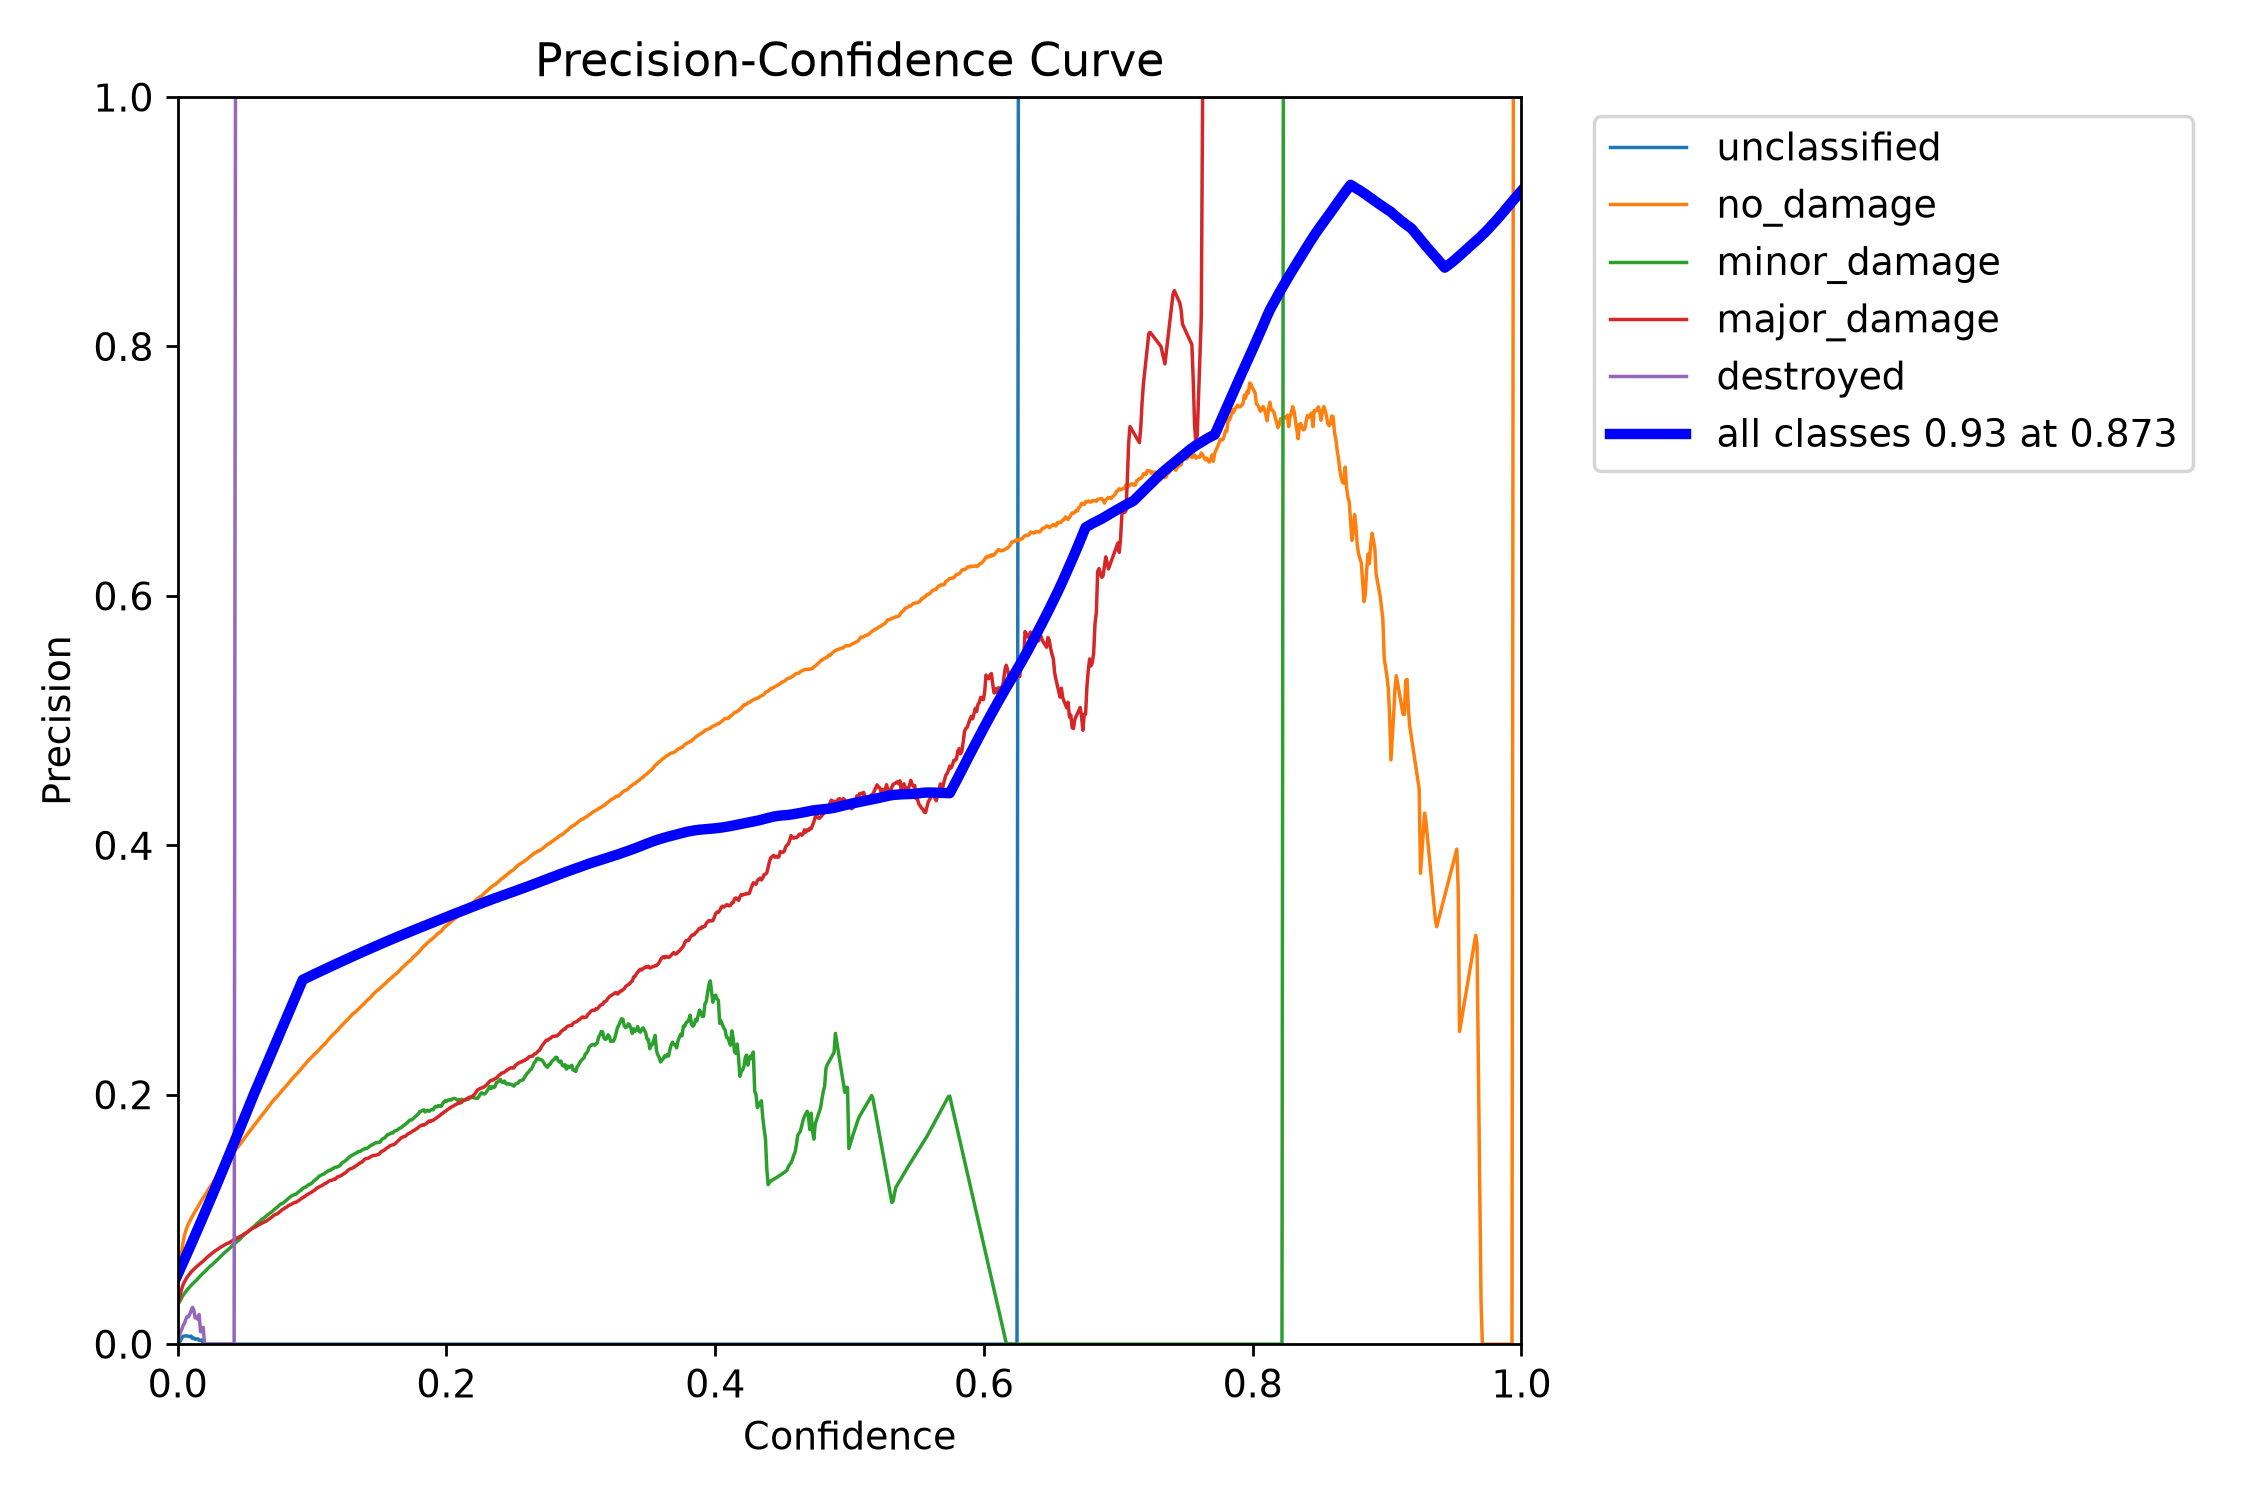 Precision-Confidence Curve
1.0
0.8
0.6
0.4
0.2
0.0
Precision
0.0 0.2 0.4 0.6 0.8 1.0
Confidence
unclassified
no_damage
minor_damage
major_damage
destroyed
all classes 0.93 at 0.873